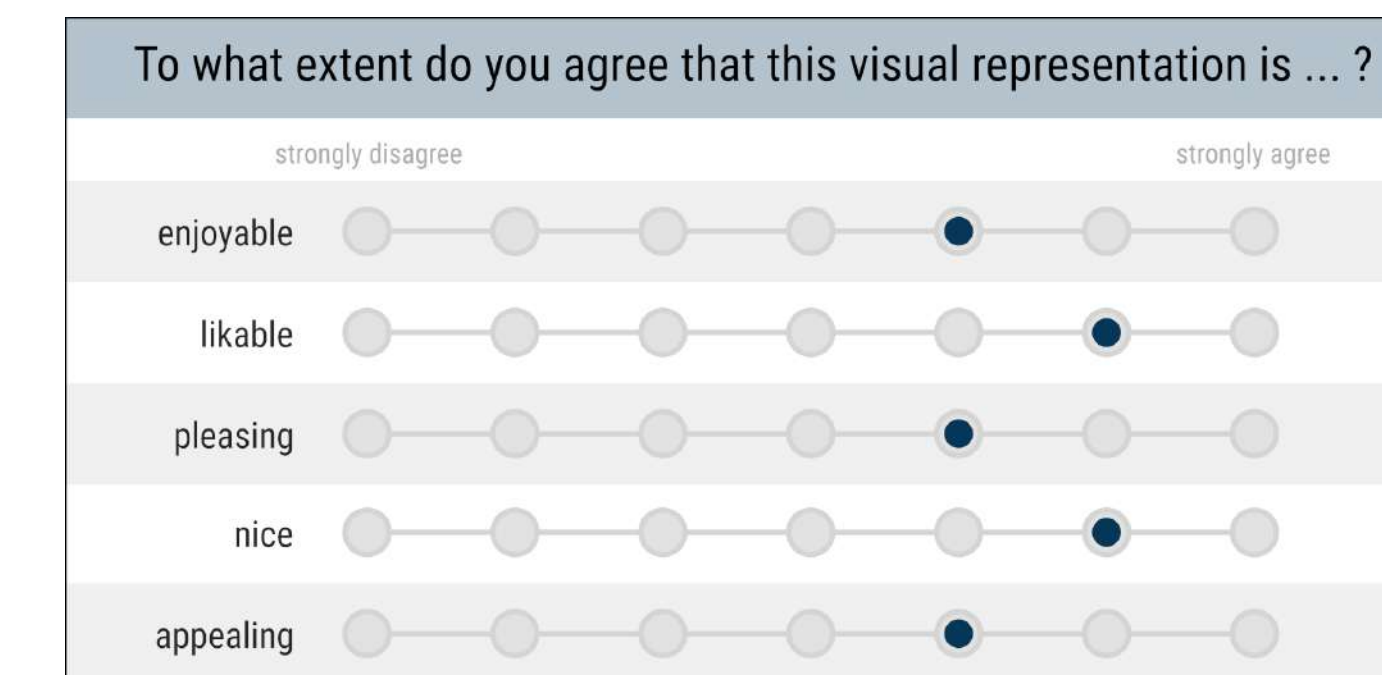 To what extent do you agree that this visual representation is ... ?
strongly disagree strongly agree
enjoyable
likable
pleasing
nice
appealing